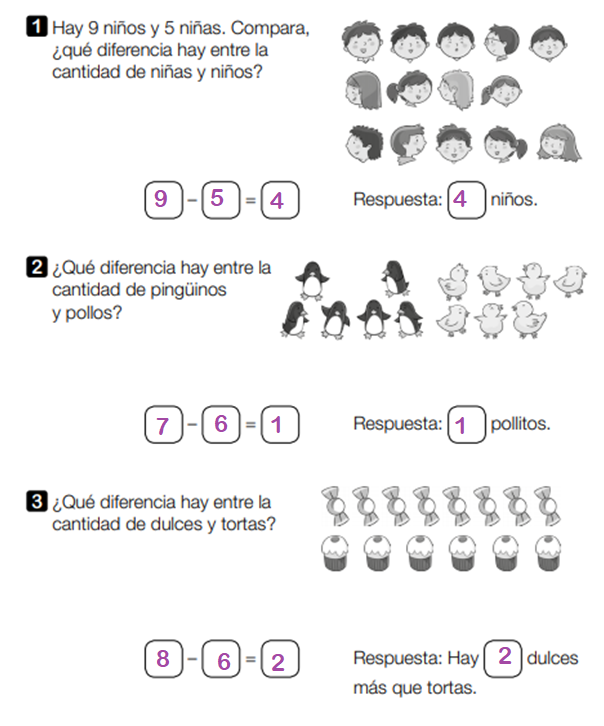 1 Hay 9 niños y 5 niñas. Compara,
¿qué diferencia hay entre la
cantidad de niñas y niños?
9 - 5 = 4 Respuesta: 4 niños.
2 ¿Qué diferencia hay entre la
cantidad de pingüinos
y pollos?
7 - 6 = 1 Respuesta: 1 pollitos.
3 ¿Qué diferencia hay entre la
cantidad de dulces y tortas?
8 - 6 = 2 Respuesta: Hay 2 dulces
más que tortas.